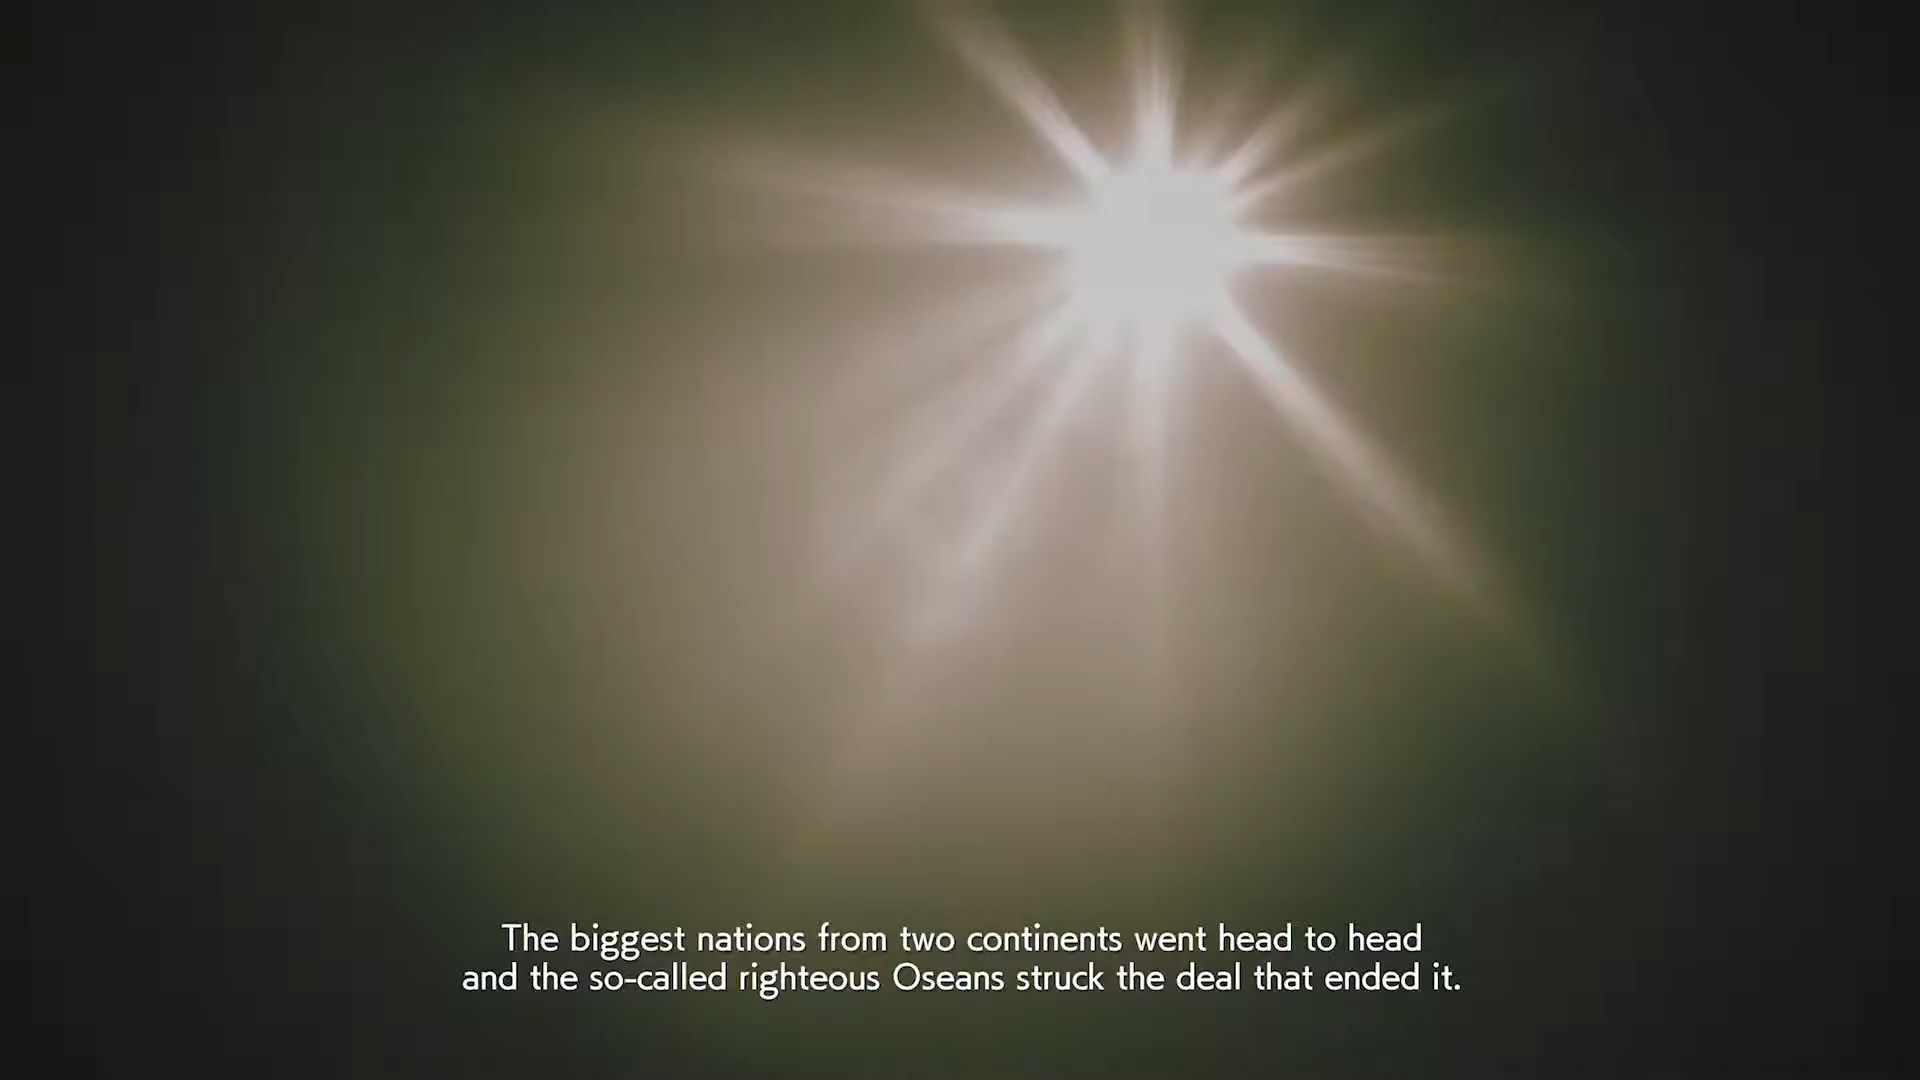 The biggest nations from two continents went head to head
and the so-called righteous Oseans struck the deal that ended it.